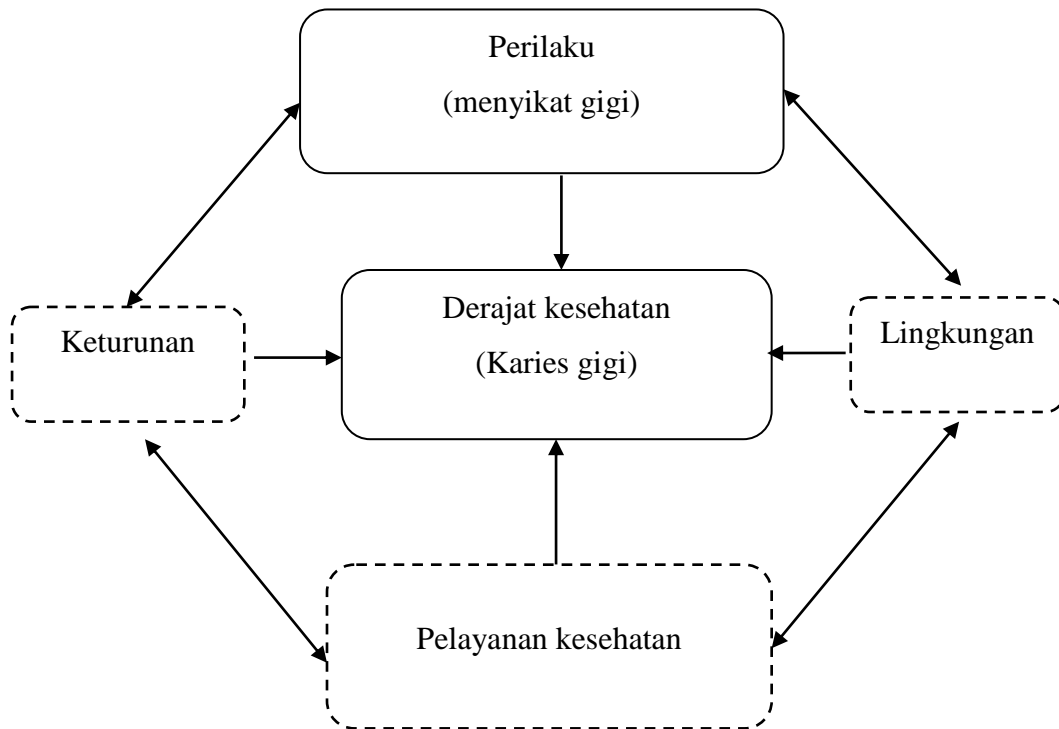 Perilaku
(menyikat gigi)
Derajat kesehatan
(Karies gigi)
Keturunan
Lingkungan
Pelayanan kesehatan